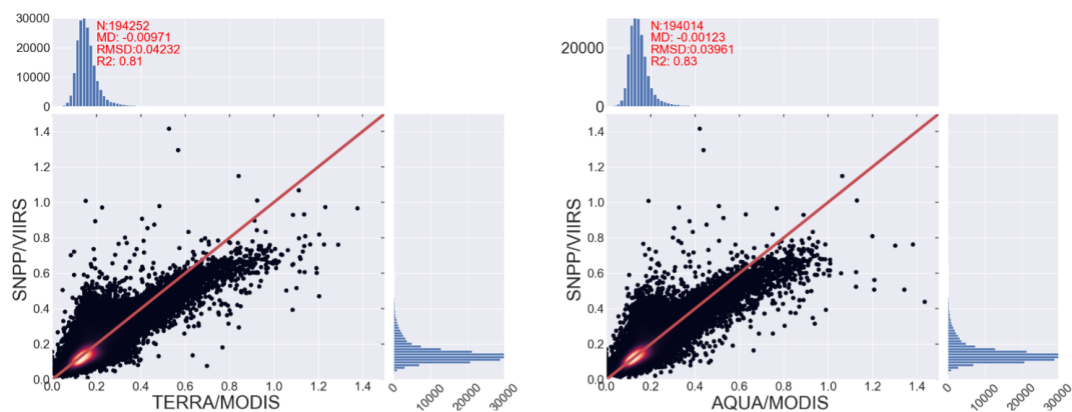 30000
20000
10000
0
N:194252
MD: -0.00971
RMSD:0.04232
R2: 0.81
1.4
1.2
1.0
0.8
0.6
0.4
0.2
0.0
SNPP/VIIRS
0.0 0.2 0.4 0.6 0.8 1.0 1.2 1.4
TERRA/MODIS
0 10000 20000 30000
20000
0
N:194014
MD: -0.00123
RMSD:0.03961
R2: 0.83
1.4
1.2
1.0
0.8
0.6
0.4
0.2
0.0
SNPP/VIIRS
0.0 0.2 0.4 0.6 0.8 1.0 1.2 1.4
AQUA/MODIS
0 10000 20000 30000